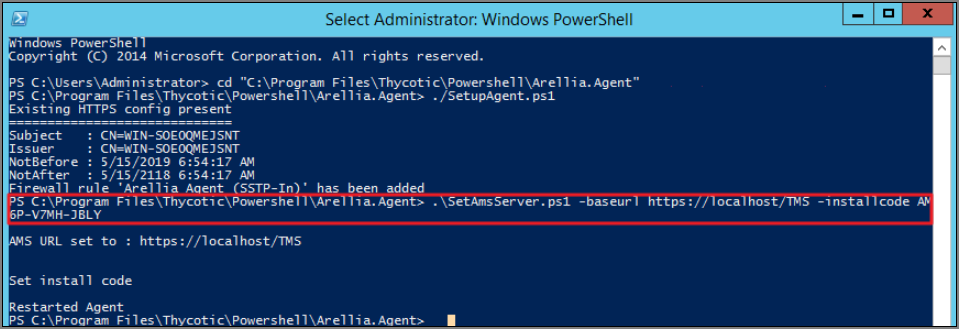 Select Administrator: Windows PowerShell
Windows PowerShell
Copyright (C) 2014 Microsoft Corporation. All rights reserved.
PS C:\Users\Administrator> cd "C:\Program Files\Thycotic\Powershell\Arellia.Agent"
PS C:\Program Files\Thycotic\Powershell\Arellia.Agent> ./SetupAgent.ps1
Existing HTTPS config present
=============================
Subject   : CN=WIN-SOEOQMEJSNT
Issuer    : CN=WIN-SOEOQMEJSNT
NotBefore : 5/15/2019 6:54:17 AM
NotAfter  : 5/15/2118 6:54:17 AM
Firewall rule 'Arellia Agent (SSTP-In)' has been added
PS C:\Program Files\Thycotic\Powershell\Arellia.Agent> .\SetAmsServer.ps1 -baseurl https://localhost/TMS -installcode AM
6P-V7MH-JBLY
AMS URL set to : https://localhost/TMS
Set install code
Restarted Agent
PS C:\Program Files\Thycotic\Powershell\Arellia.Agent>